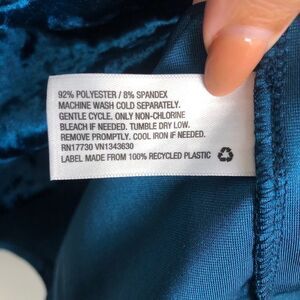 92% POLYESTER / 8% SPANDEX
MACHINE WASH COLD SEPARATELY.
GENTLE CYCLE. ONLY NON-CHLORINE
BLEACH IF NEEDED. TUMBLE DRY LOW.
REMOVE PROMPTLY. COOL IRON IF NEEDED.
RN17730 VN1343630
LABEL MADE FROM 100% RECYCLED PLASTIC